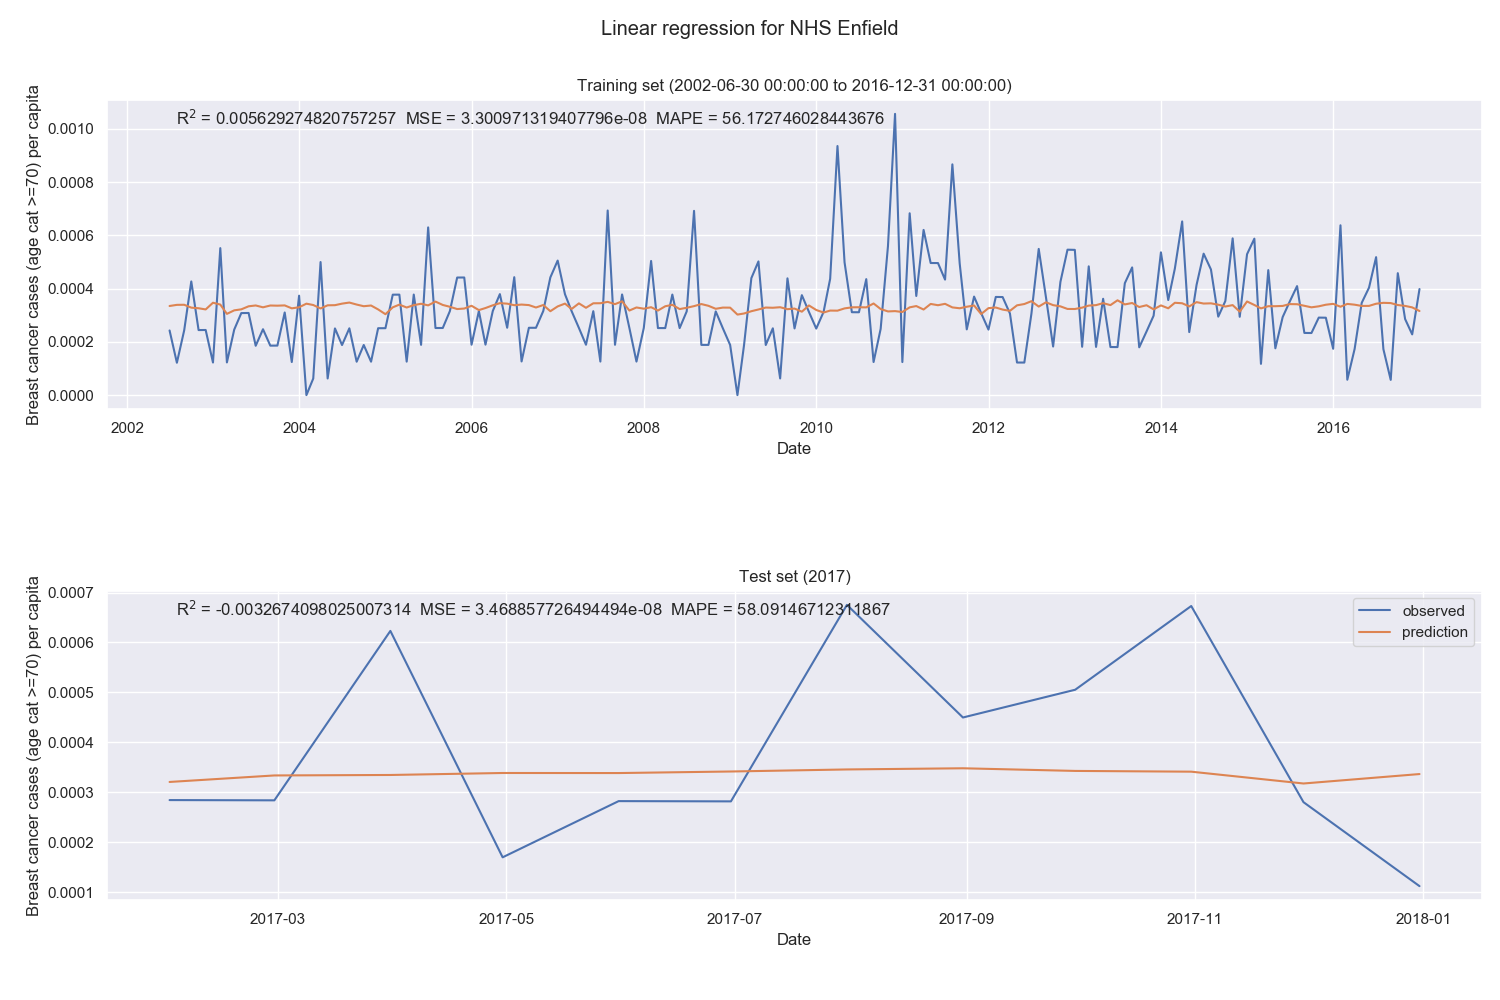 Linear regression for NHS Enfield
Training set (2002-06-30 00:00:00 to 2016-12-31 00:00:00)
R² = 0.005629274820757257 MSE = 3.300971319407796e-08 MAPE = 56.172746028443676
Breast cancer cases (age cat >=70) per capita
0.0010
0.0008
0.0006
0.0004
0.0002
0.0000
2002 2004 2006 2008 2010 2012 2014 2016
Date
Test set (2017)
R² = -0.0032674098025007314 MSE = 3.468857726494494e-08 MAPE = 58.09146712311867
observed
prediction
Breast cancer cases (age cat >=70) per capita
0.0007
0.0006
0.0005
0.0004
0.0003
0.0002
0.0001
2017-03 2017-05 2017-07 2017-09 2017-11 2018-01
Date